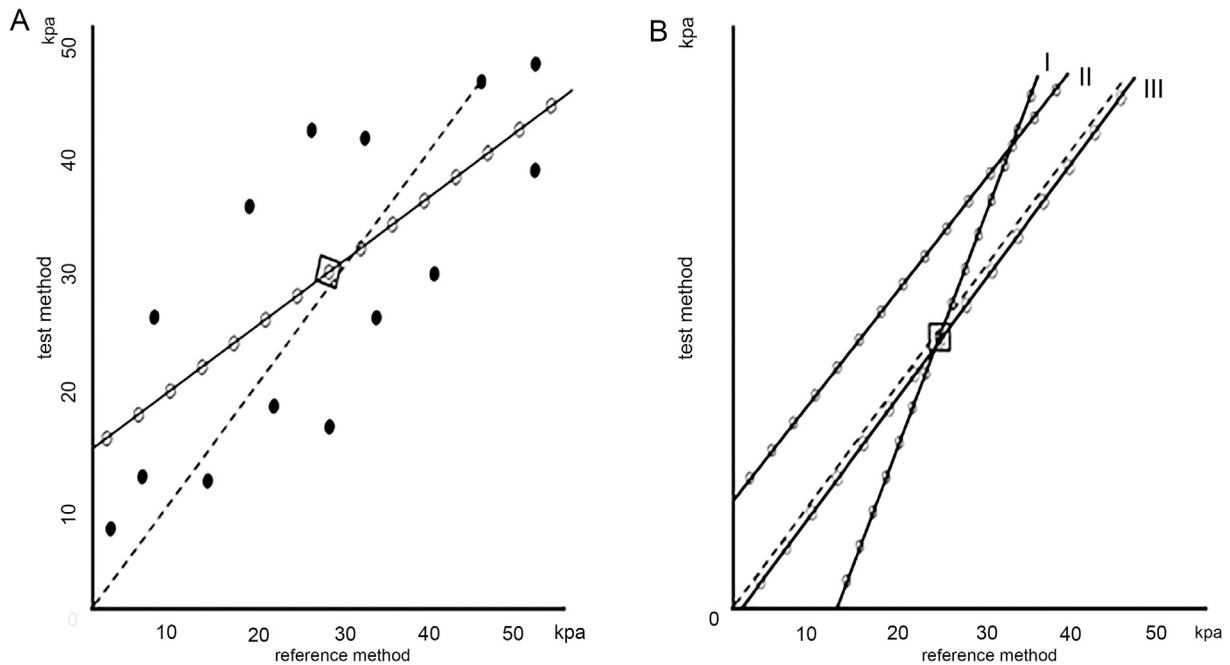 A
kpa
50
40
30
20
10
0
test method
10 20 30 40 50 kpa
reference method
B
kpa
I
II
III
test method
0
10 20 30 40 50 kpa
reference method